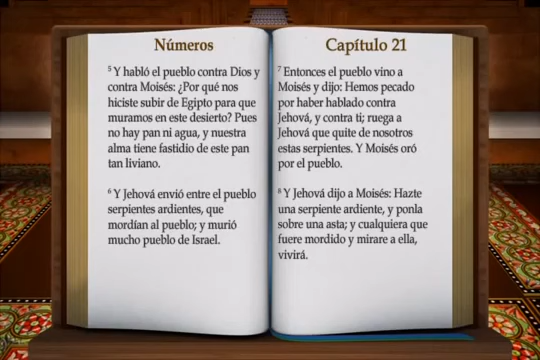 Números
⁵ Y habló el pueblo contra Dios y
contra Moisés: ¿Por qué nos
hiciste subir de Egipto para que
muramos en este desierto? Pues
no hay pan ni agua, y nuestra
alma tiene fastidio de este pan
tan liviano.
⁶ Y Jehová envió entre el pueblo
serpientes ardientes, que
mordían al pueblo; y murió
mucho pueblo de Israel.
Capítulo 21
⁷ Entonces el pueblo vino a
Moisés y dijo: Hemos pecado
por haber hablado contra
Jehová, y contra ti; ruega a
Jehová que quite de nosotros
estas serpientes. Y Moisés oró
por el pueblo.
⁸ Y Jehová dijo a Moisés: Hazte
una serpiente ardiente, y ponla
sobre una asta; y cualquiera que
fuere mordido y mirare a ella,
vivirá.